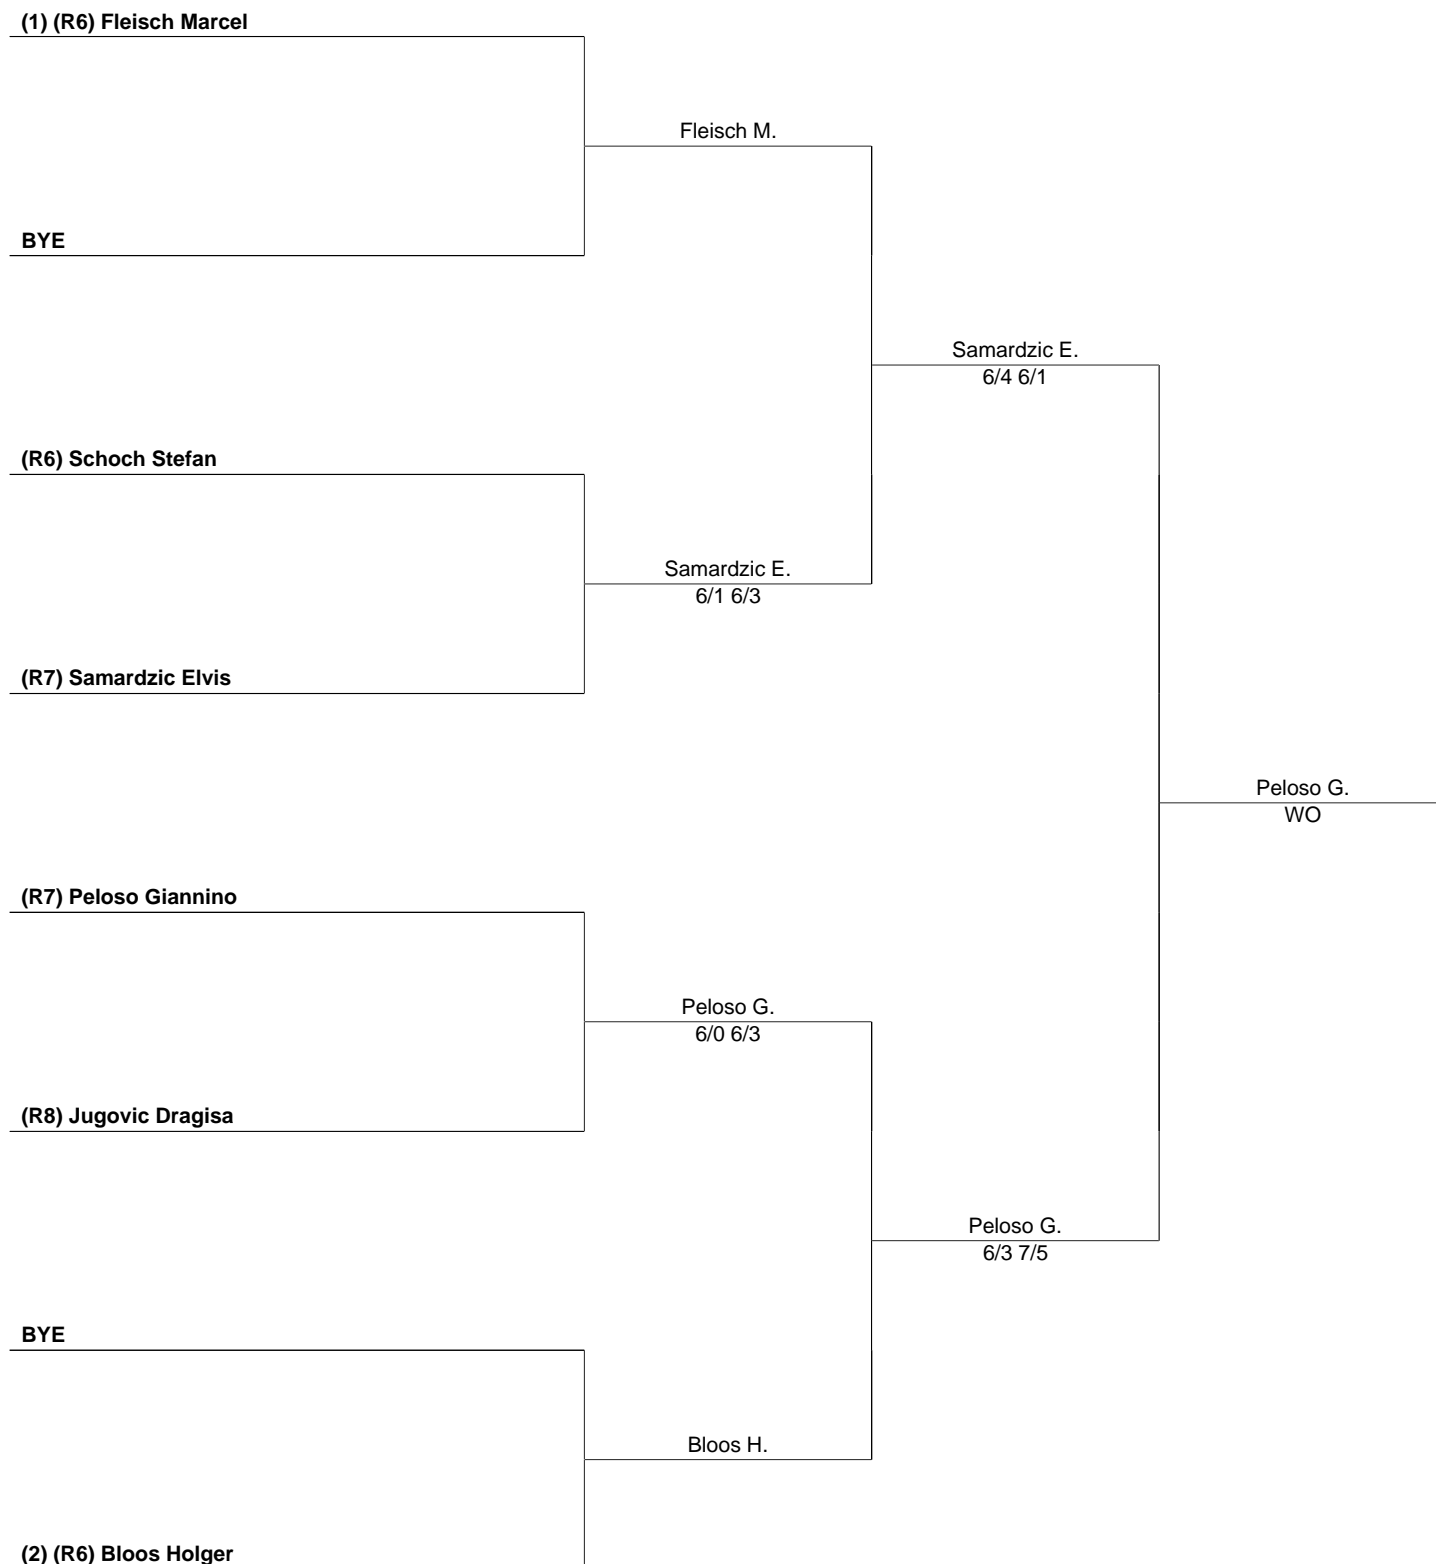 (1) (R6) Fleisch Marcel
Fleisch M.
BYE
Samardzic E.
6/4 6/1
(R6) Schoch Stefan
Samardzic E.
6/1 6/3
(R7) Samardzic Elvis
Peloso G.
WO
(R7) Peloso Giannino
Peloso G.
6/0 6/3
(R8) Jugovic Dragisa
Peloso G.
6/3 7/5
BYE
Bloos H.
(2) (R6) Bloos Holger